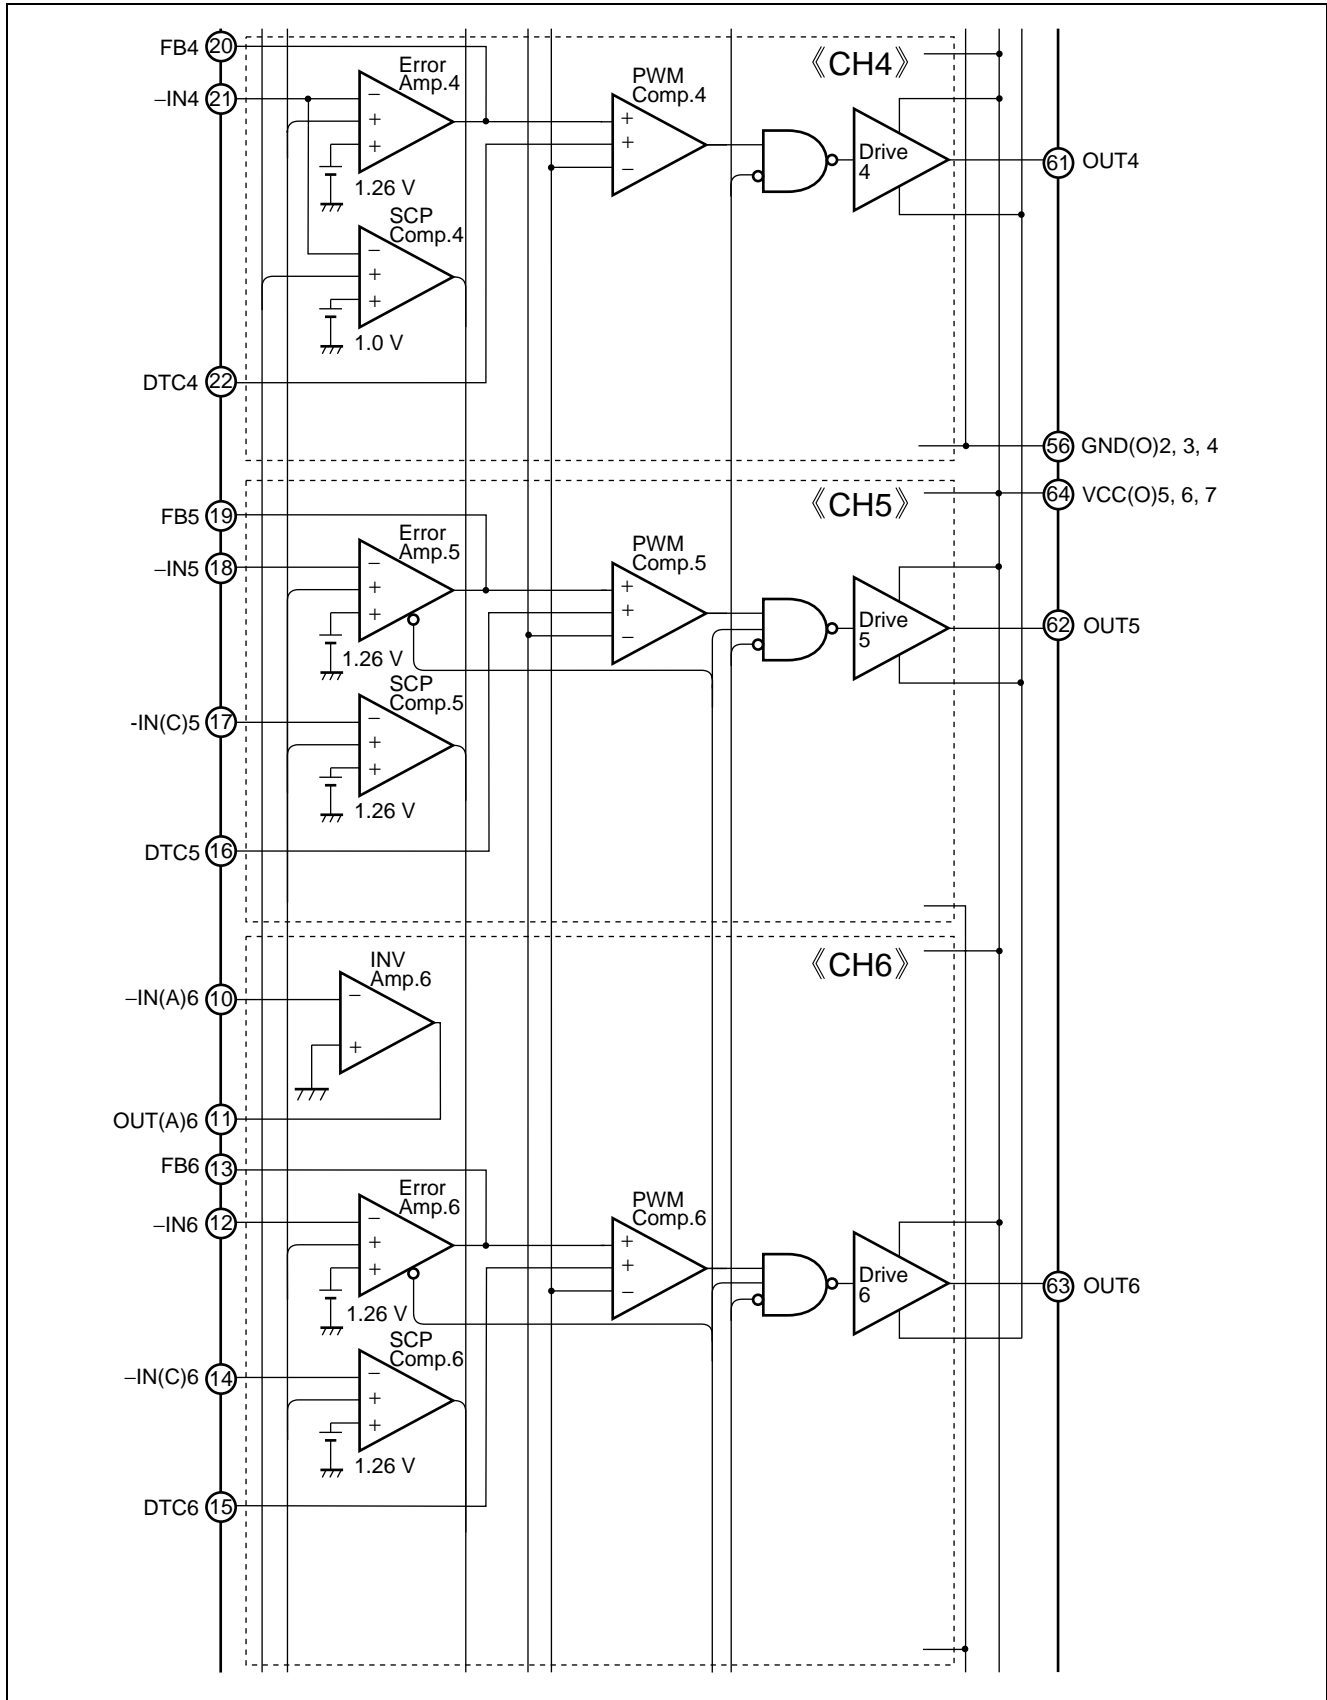 FB4 20
《CH4》
Error
Amp.4
PWM
Comp.4
–IN4 21
−
+
+
1.26 V
+
+
−
Drive
4
61 OUT4
SCP
Comp.4
−
+
+
1.0 V
DTC4 22
56 GND(O)2, 3, 4
64 VCC(O)5, 6, 7
《CH5》
FB5 19
Error
Amp.5
PWM
Comp.5
–IN5 18
−
+
+
1.26 V
+
+
−
Drive
5
62 OUT5
SCP
Comp.5
-IN(C)5 17
−
+
+
1.26 V
DTC5 16
《CH6》
INV
Amp.6
–IN(A)6 10
−
+
OUT(A)6 11
FB6 13
Error
Amp.6
PWM
Comp.6
–IN6 12
−
+
+
1.26 V
+
+
−
Drive
6
63 OUT6
SCP
Comp.6
–IN(C)6 14
−
+
+
1.26 V
DTC6 15